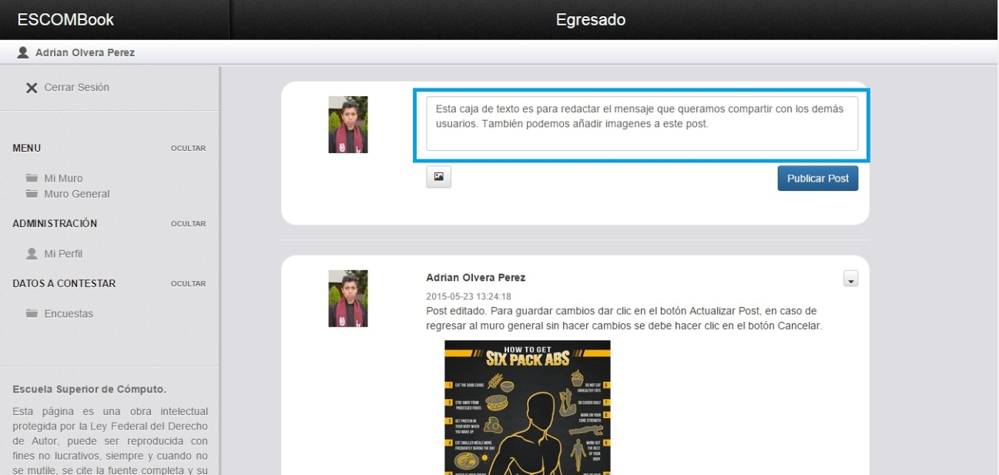 ESCOMBook
Egresado
Adrian Olvera Perez
Cerrar Sesión
MENU
OCULTAR
Mi Muro
Muro General
ADMINISTRACIÓN
OCULTAR
Mi Perfil
DATOS A CONTESTAR
OCULTAR
Encuestas
Escuela Superior de Cómputo.
Esta página es una obra intelectual
protegida por la Ley Federal del Derecho
de Autor, puede ser reproducida con
fines no lucrativos, siempre y cuando no
se mutile, se cite la fuente completa y su
Esta caja de texto es para redactar el mensaje que queramos compartir con los demás
usuarios. También podemos añadir imagenes a este post.
Publicar Post
Adrian Olvera Perez
2015-05-23 13:24:18
Post editado. Para guardar cambios dar clic en el botón Actualizar Post, en caso de
regresar al muro general sin hacer cambios se debe hacer clic en el botón Cancelar.
HOW TO GET
SIX PACK ABS
1 EAT THE GOOD CARBS
2 STAY AWAY FROM
PROCESSED FOODS
3 GET PROTEIN IN
YOUR BODY WHEN
YOU WAKE UP
4 EAT SMALLER MEALS MORE
FREQUENTLY DURING THE DAY
DO NOT EAT 6
UNHEALTHY FATS
DO CARDIO DAILY 7
WORK ON YOUR 8
CORE STRENGTH
WORK OUT 9
THE REST
OF YOUR
BODY